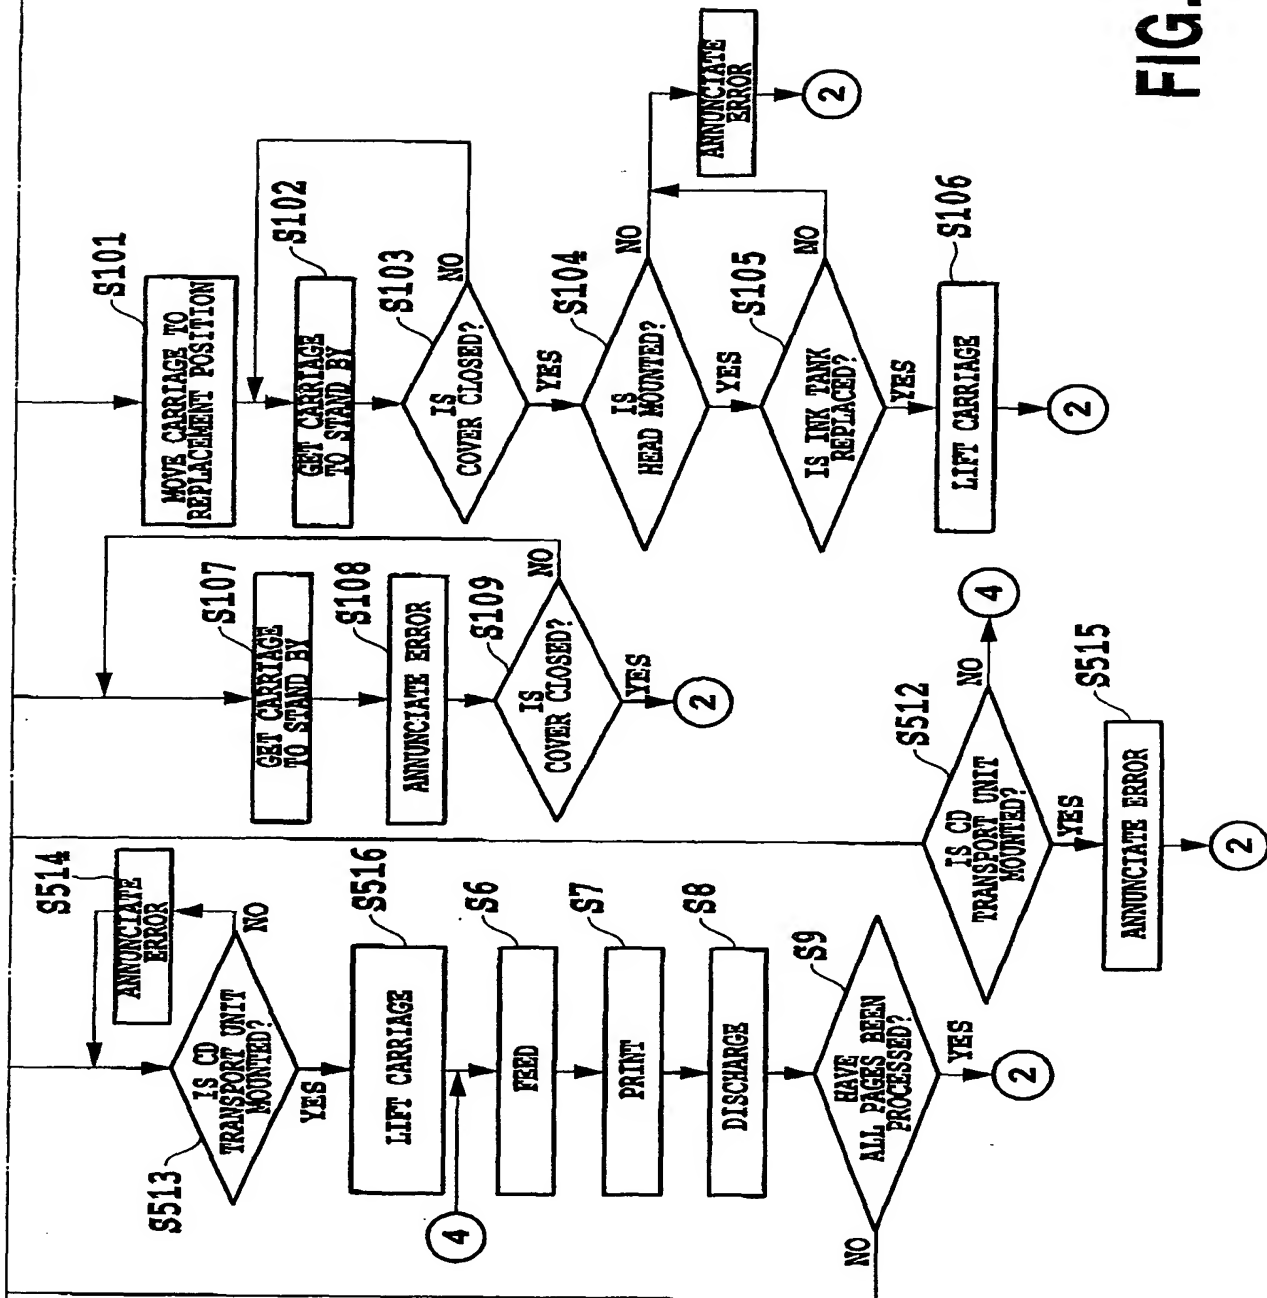 S513
IS CD
TRANSPORT UNIT
MOUNTED?
NO
YES
S514
ANNUNCIATE
ERROR
S516
LIFT CARRIAGE
4
S6
FEED
S7
PRINT
S8
DISCHARGE
S9
HAVE
ALL PAGES BEEN
PROCESSED?
NO
YES
2
S107
GET CARRIAGE
TO STAND BY
S108
ANNUNCIATE ERROR
S109
IS
COVER CLOSED?
NO
YES
2
S512
IS CD
TRANSPORT UNIT
MOUNTED?
NO
4
YES
S515
ANNUNCIATE ERROR
2
S101
MOVE CARRIAGE TO
REPLACEMENT POSITION
S102
GET CARRIAGE
TO STAND BY
S103
IS
COVER CLOSED?
NO
YES
S104
IS
HEAD MOUNTED?
NO
YES
S105
IS INK TANK
REPLACED?
NO
YES
S106
LIFT CARRIAGE
2
ANNUNCIATE
ERROR
2
FIG.